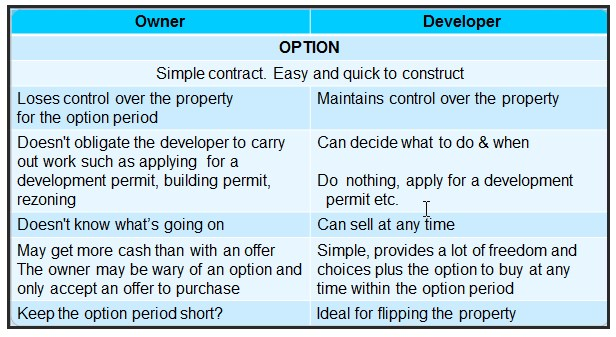 Owner Developer
OPTION
Simple contract. Easy and quick to construct
Loses control over the property Maintains control over the property
for the option period
Doesn't obligate the developer to carry Can decide what to do & when
out work such as applying for a
development permit, building permit, Do nothing, apply for a development
rezoning permit etc.
Doesn't know what's going on Can sell at any time
May get more cash than with an offer Simple, provides a lot of freedom and
The owner may be wary of an option and choices plus the option to buy at any
only accept an offer to purchase time within the option period
Keep the option period short? Ideal for flipping the property